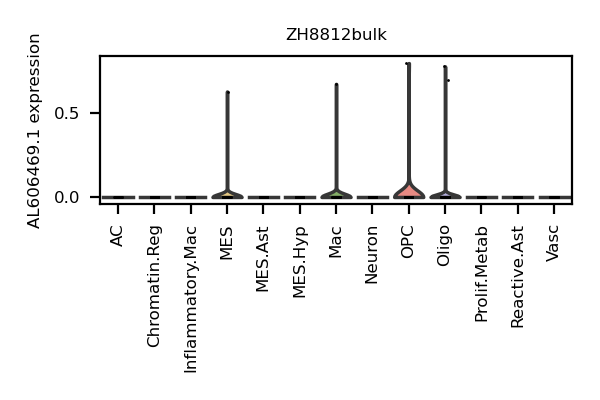 ZH8812bulk
AL606469.1 expression
0.5
0.0
AC
Chromatin.Reg
Inflammatory.Mac
MES
MES.Ast
MES.Hyp
Mac
Neuron
OPC
Oligo
Prolif.Metab
Reactive.Ast
Vasc